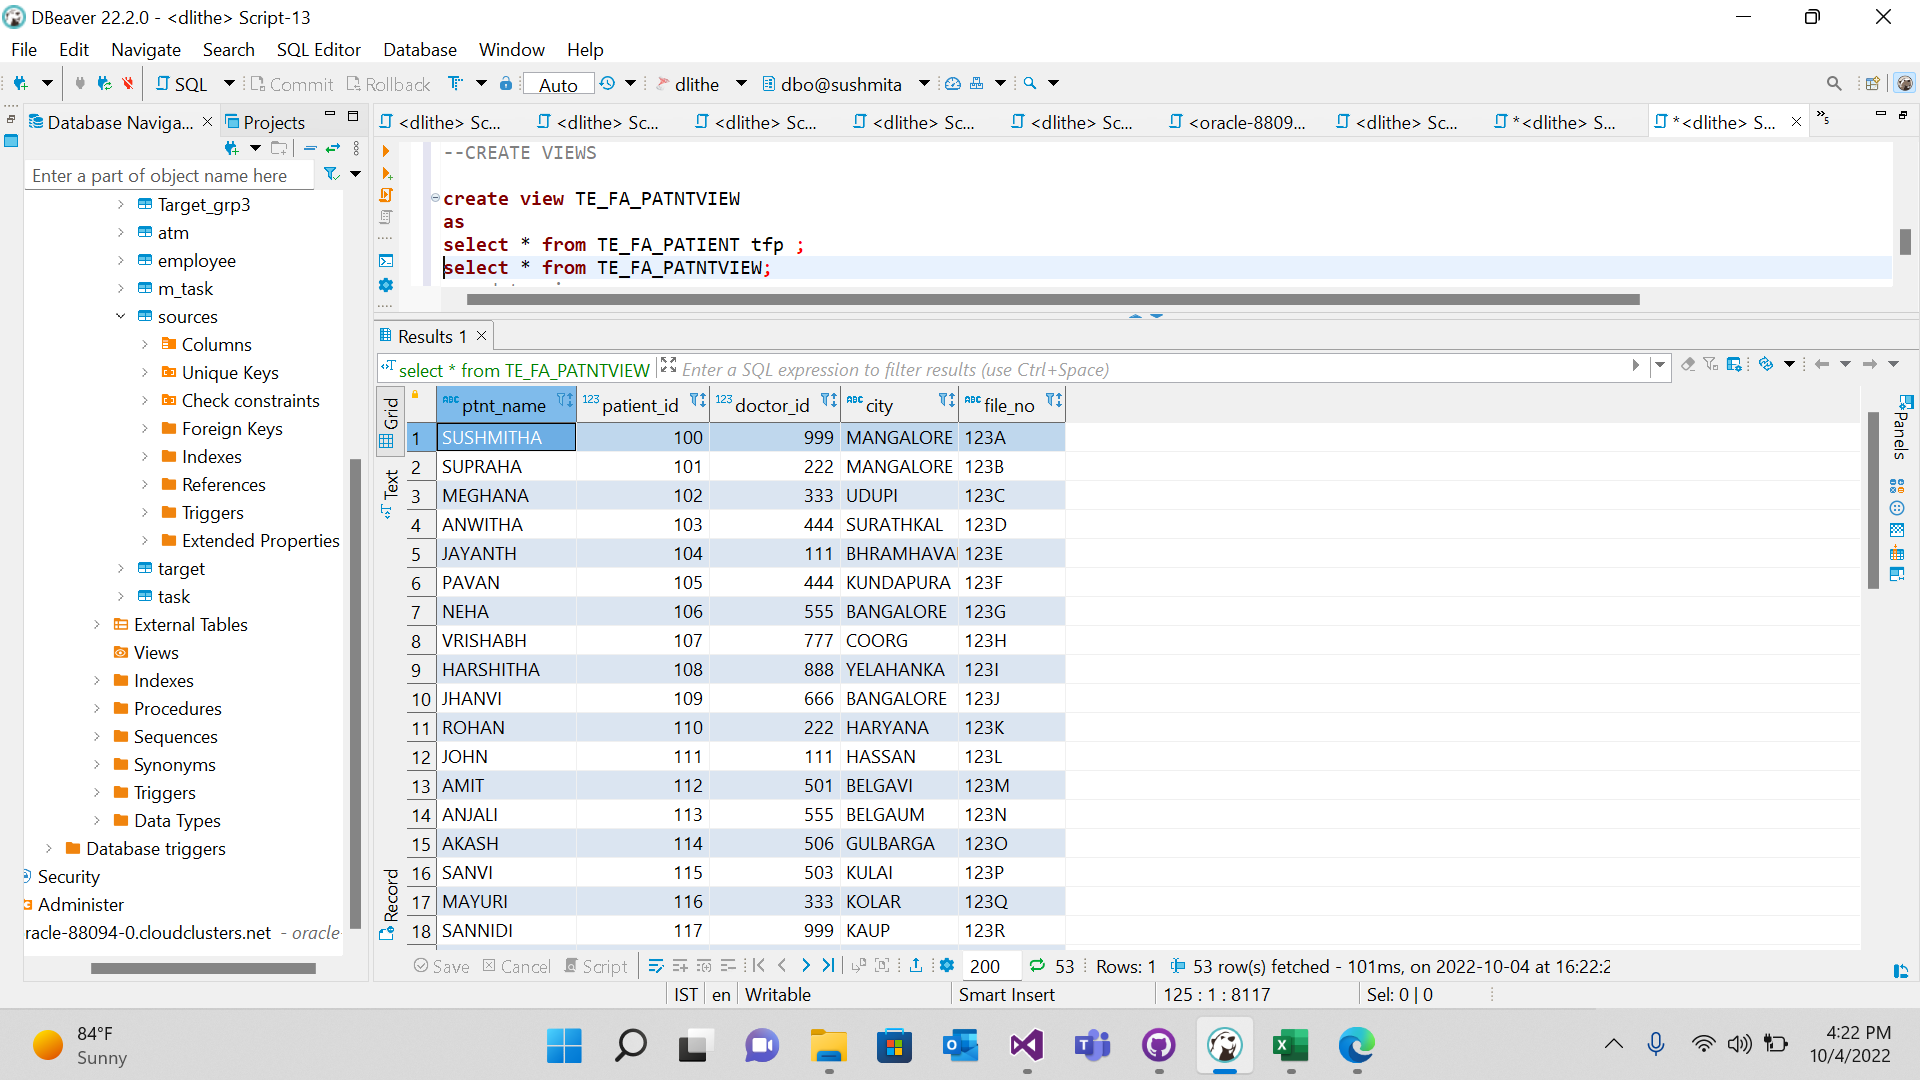 DBeaver 22.2.0 - <dlithe> Script-13
File Edit Navigate Search SQL Editor Database Window Help
SQL Commit Rollback Auto dlithe dbo@sushmita
Database Naviga... Projects
<dlithe> Sc... <dlithe> Sc... <dlithe> Sc... <dlithe> Sc... <dlithe> Sc... <oracle-8809... <dlithe> Sc... *<dlithe> S... *<dlithe> S... »5
Enter a part of object name here
Target_grp3
atm
employee
m_task
sources
Columns
Unique Keys
Check constraints
Foreign Keys
Indexes
References
Triggers
Extended Properties
target
task
External Tables
Views
Indexes
Procedures
Sequences
Synonyms
Triggers
Data Types
Database triggers
Security
Administer
racle-88094-0.cloudclusters.net - oracle
--CREATE VIEWS
create view TE_FA_PATNTVIEW
as
select * from TE_FA_PATIENT tfp ;
select * from TE_FA_PATNTVIEW;
Results 1
select * from TE_FA_PATNTVIEW Enter a SQL expression to filter results (use Ctrl+Space)
Grid
Text
Record
Panels
ABC ptnt_name 123 patient_id 123 doctor_id ABC city ABC file_no
1 SUSHMITHA 100 999 MANGALORE 123A
2 SUPRAHA 101 222 MANGALORE 123B
3 MEGHANA 102 333 UDUPI 123C
4 ANWITHA 103 444 SURATHKAL 123D
5 JAYANTH 104 111 BHRAMHAVA 123E
6 PAVAN 105 444 KUNDAPURA 123F
7 NEHA 106 555 BANGALORE 123G
8 VRISHABH 107 777 COORG 123H
9 HARSHITHA 108 888 YELAHANKA 123I
10 JHANVI 109 666 BANGALORE 123J
11 ROHAN 110 222 HARYANA 123K
12 JOHN 111 111 HASSAN 123L
13 AMIT 112 501 BELGAVI 123M
14 ANJALI 113 555 BELGAUM 123N
15 AKASH 114 506 GULBARGA 123O
16 SANVI 115 503 KULAI 123P
17 MAYURI 116 333 KOLAR 123Q
18 SANNIDI 117 999 KAUP 123R
Save Cancel Script 200 53 Rows: 1 53 row(s) fetched - 101ms, on 2022-10-04 at 16:22:2
IST en Writable Smart Insert 125 : 1 : 8117 Sel: 0 | 0
84°F
Sunny
4:22 PM
10/4/2022